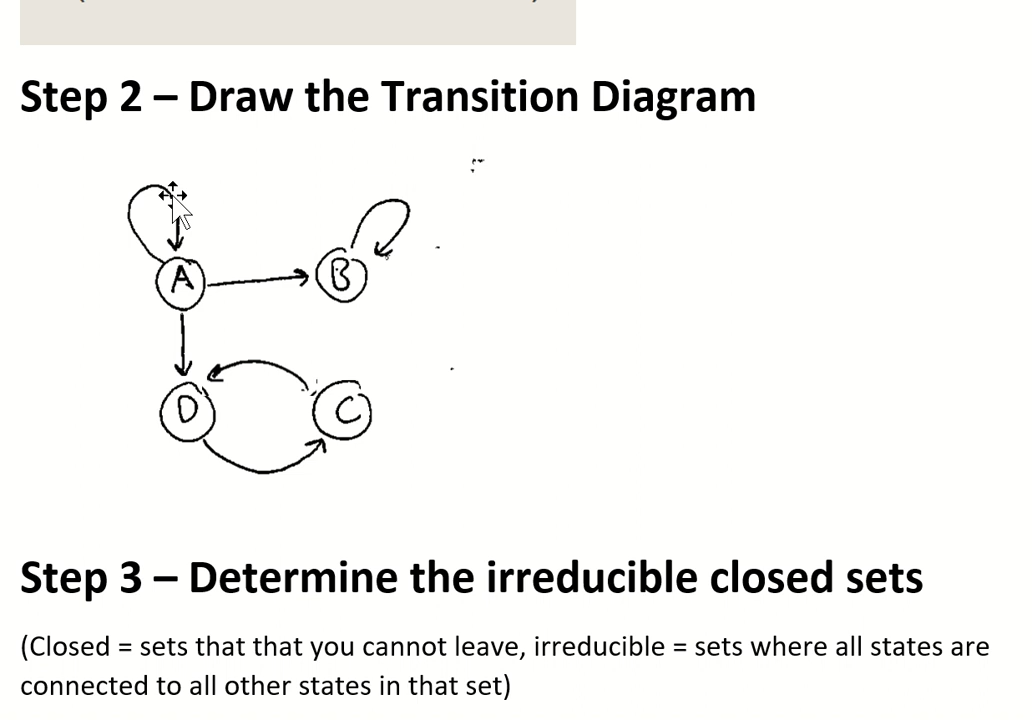 Step 2 – Draw the Transition Diagram
A
B
D
C
Step 3 – Determine the irreducible closed sets
(Closed = sets that that you cannot leave, irreducible = sets where all states are
connected to all other states in that set)